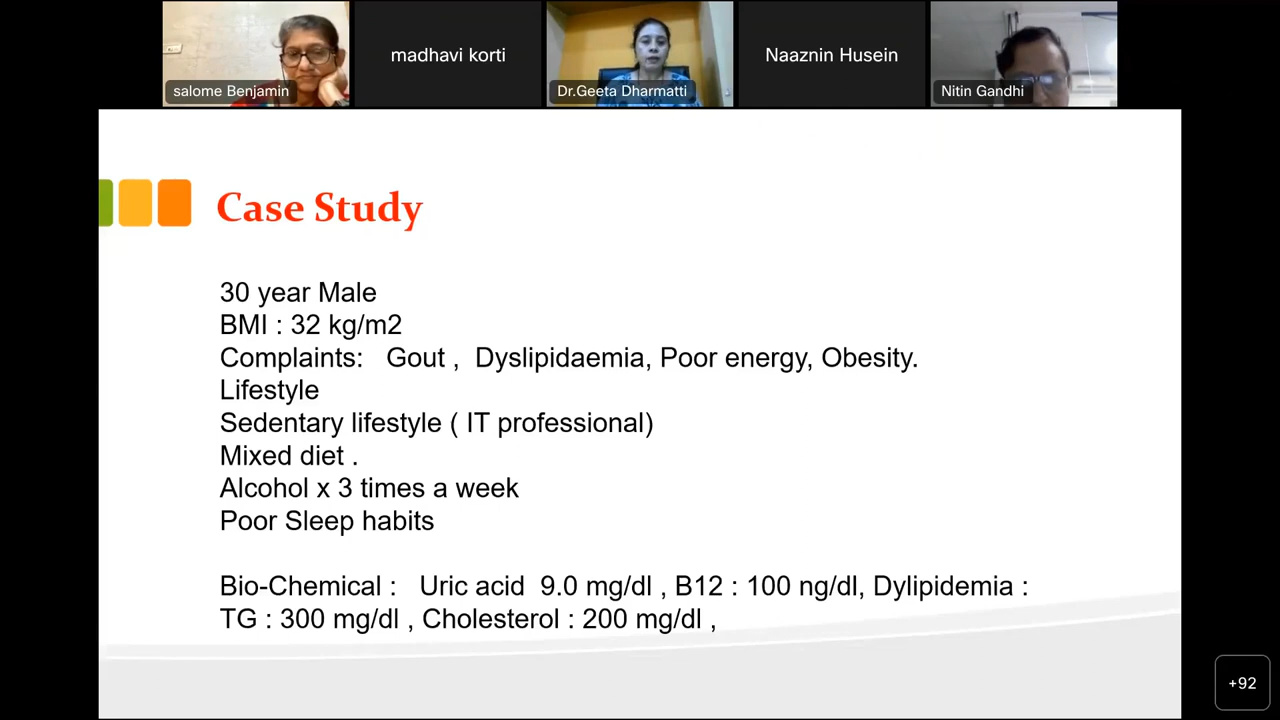 salome Benjamin
madhavi korti
Dr.Geeta Dharmatti
Naaznin Husein
Nitin Gandhi
Case Study
30 year Male
BMI : 32 kg/m2
Complaints: Gout , Dyslipidaemia, Poor energy, Obesity.
Lifestyle
Sedentary lifestyle ( IT professional)
Mixed diet .
Alcohol x 3 times a week
Poor Sleep habits
Bio-Chemical : Uric acid 9.0 mg/dl , B12 : 100 ng/dl, Dylipidemia :
TG : 300 mg/dl , Cholesterol : 200 mg/dl ,
+92